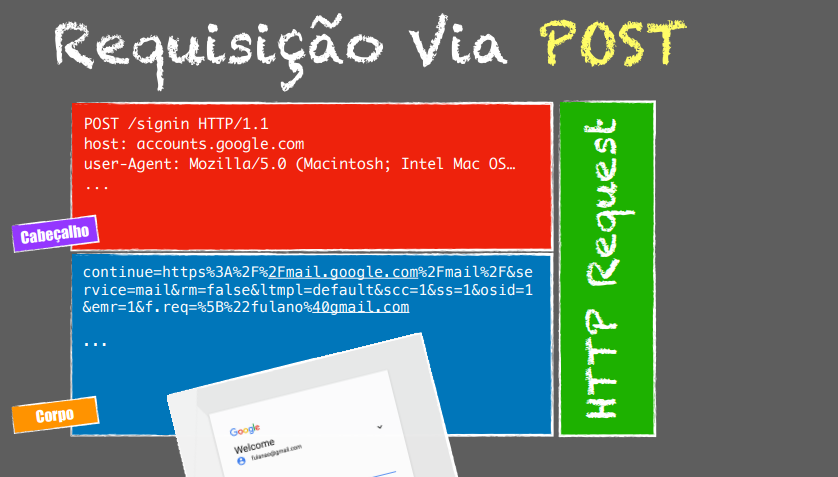 Requisição Via POST
POST /signin HTTP/1.1
host: accounts.google.com
user-Agent: Mozilla/5.0 (Macintosh; Intel Mac OS…
...
Cabeçalho
continue=https%3A%2F%2Fmail.google.com%2Fmail%2F&se
rvice=mail&rm=false&ltmpl=default&scc=1&ss=1&osid=1
&emr=1&f.req=%5B%22fulano%40gmail.com
...
Corpo
HTTP Request
Google
Welcome
fulano@gmail.com